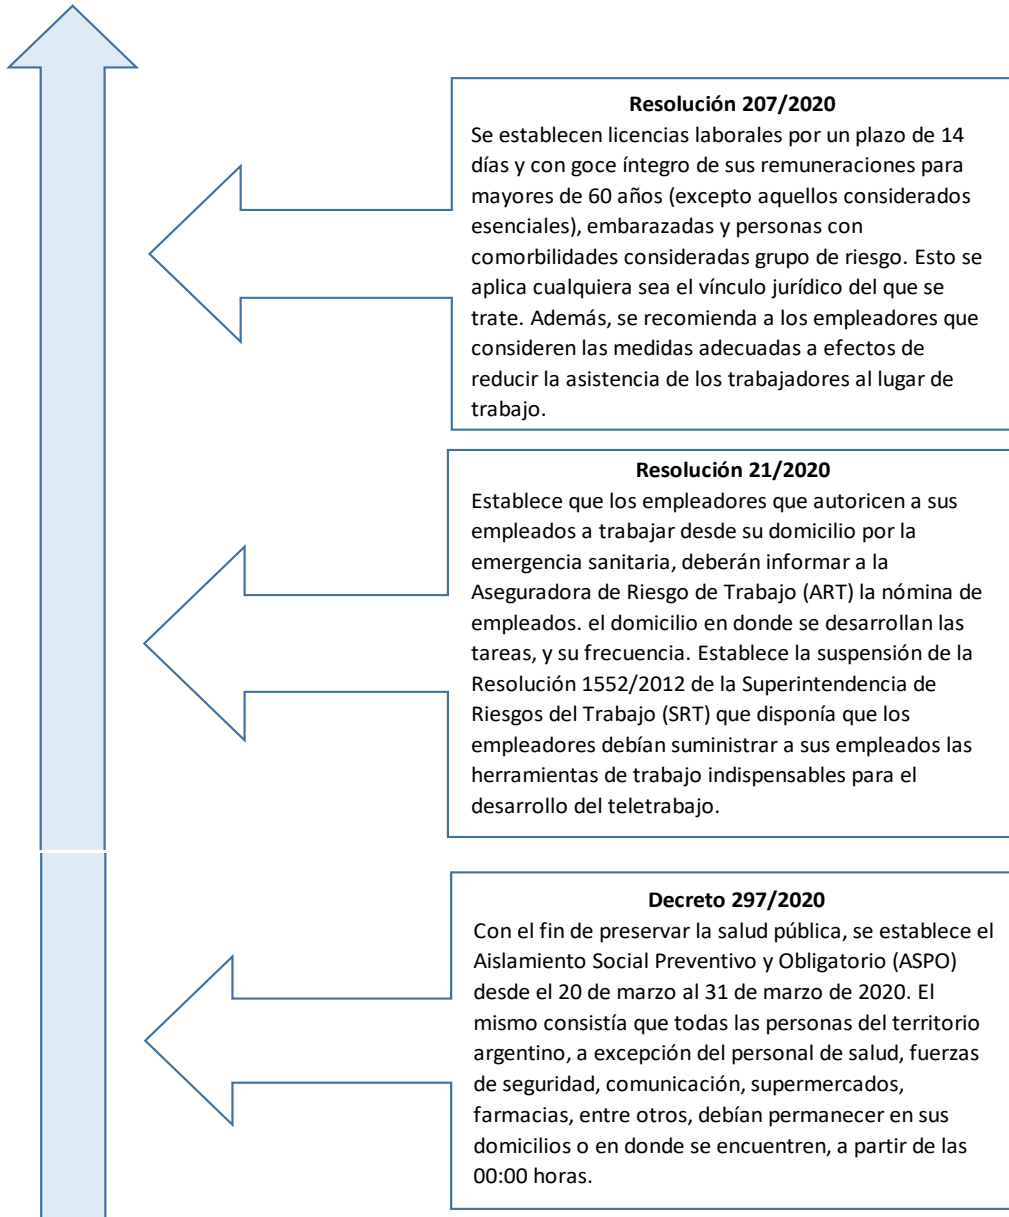 Resolución 207/2020
Se establecen licencias laborales por un plazo de 14
días y con goce íntegro de sus remuneraciones para
mayores de 60 años (excepto aquellos considerados
esenciales), embarazadas y personas con
comorbilidades consideradas grupo de riesgo. Esto se
aplica cualquiera sea el vínculo jurídico del que se
trate. Además, se recomienda a los empleadores que
consideren las medidas adecuadas a efectos de
reducir la asistencia de los trabajadores al lugar de
trabajo.
Resolución 21/2020
Establece que los empleadores que autoricen a sus
empleados a trabajar desde su domicilio por la
emergencia sanitaria, deberán informar a la
Aseguradora de Riesgo de Trabajo (ART) la nómina de
empleados. el domicilio en donde se desarrollan las
tareas, y su frecuencia. Establece la suspensión de la
Resolución 1552/2012 de la Superintendencia de
Riesgos del Trabajo (SRT) que disponía que los
empleadores debían suministrar a sus empleados las
herramientas de trabajo indispensables para el
desarrollo del teletrabajo.
Decreto 297/2020
Con el fin de preservar la salud pública, se establece el
Aislamiento Social Preventivo y Obligatorio (ASPO)
desde el 20 de marzo al 31 de marzo de 2020. El
mismo consistía que todas las personas del territorio
argentino, a excepción del personal de salud, fuerzas
de seguridad, comunicación, supermercados,
farmacias, entre otros, debían permanecer en sus
domicilios o en donde se encuentren, a partir de las
00:00 horas.